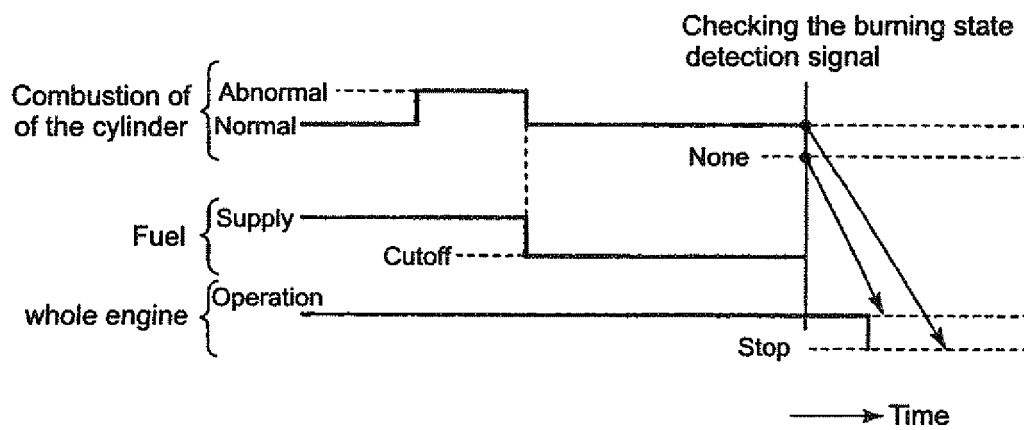 Checking the burning state
detection signal
Combustion of
of the cylinder
Abnormal
Normal
None
Fuel
Supply
Cutoff
whole engine
Operation
Stop
Time